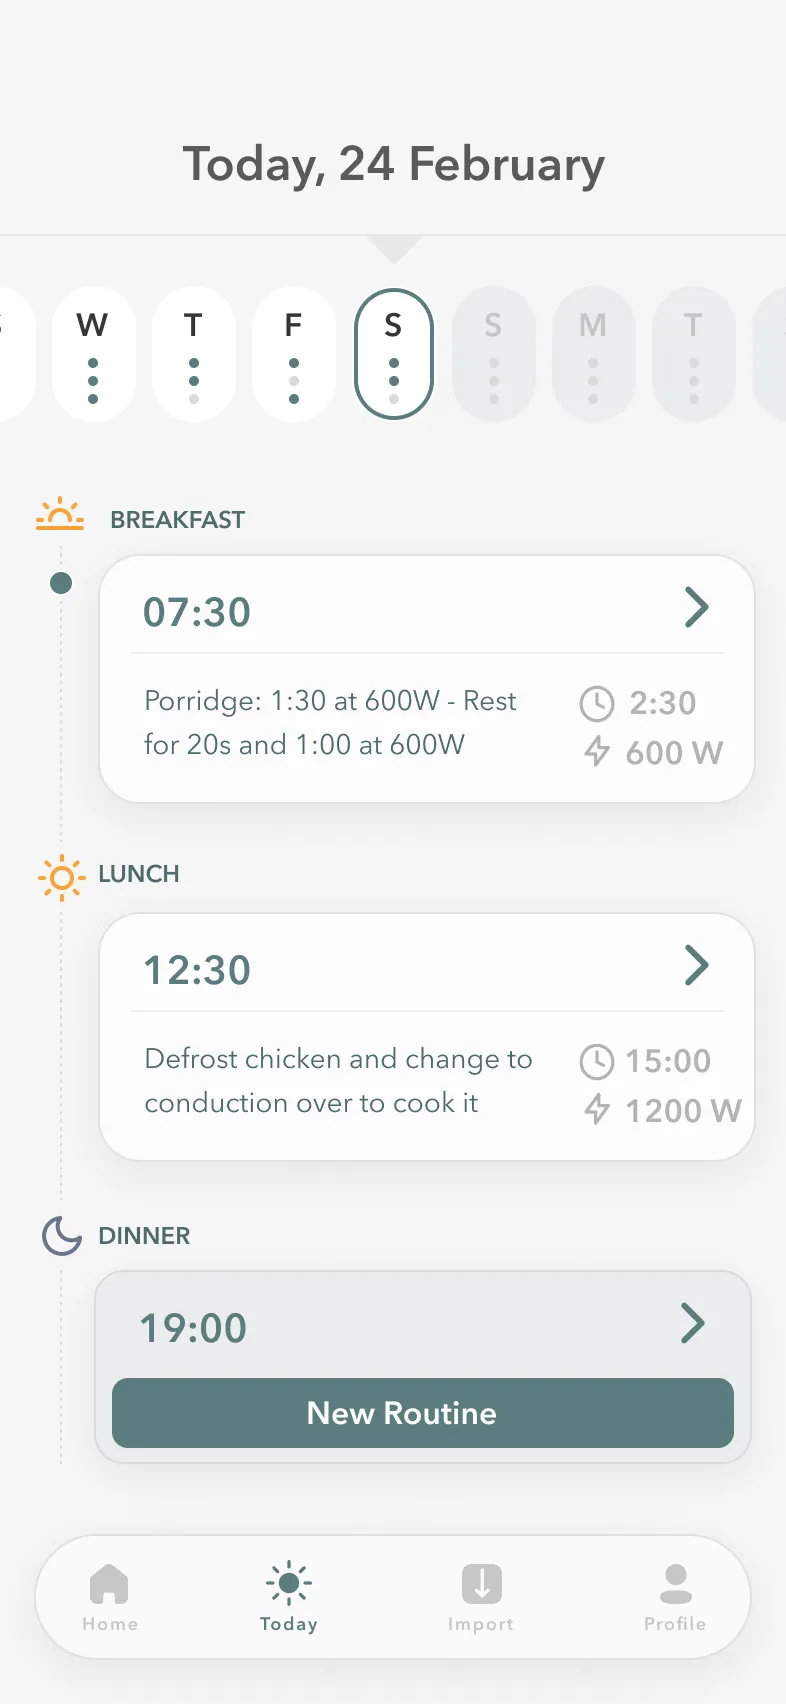 Today, 24 February
W T F S S M T
BREAKFAST
07:30
Porridge: 1:30 at 600W - Rest
for 20s and 1:00 at 600W
2:30
600 W
LUNCH
12:30
Defrost chicken and change to
conduction over to cook it
15:00
1200 W
DINNER
19:00
New Routine
Home Today Import Profile